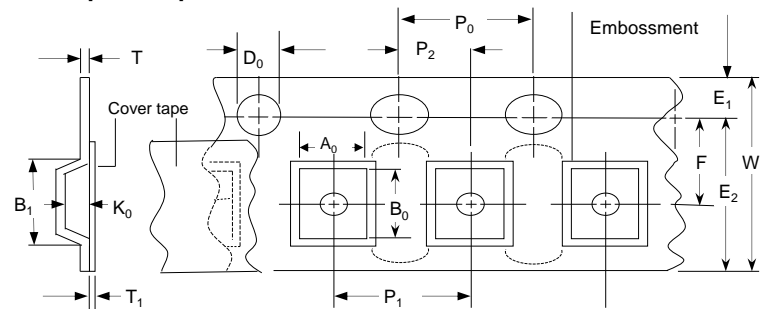 P0
Embossment
T
D0
P2
E1
Cover tape
A0
F
W
B1
K0
B0
E2
T1
P1